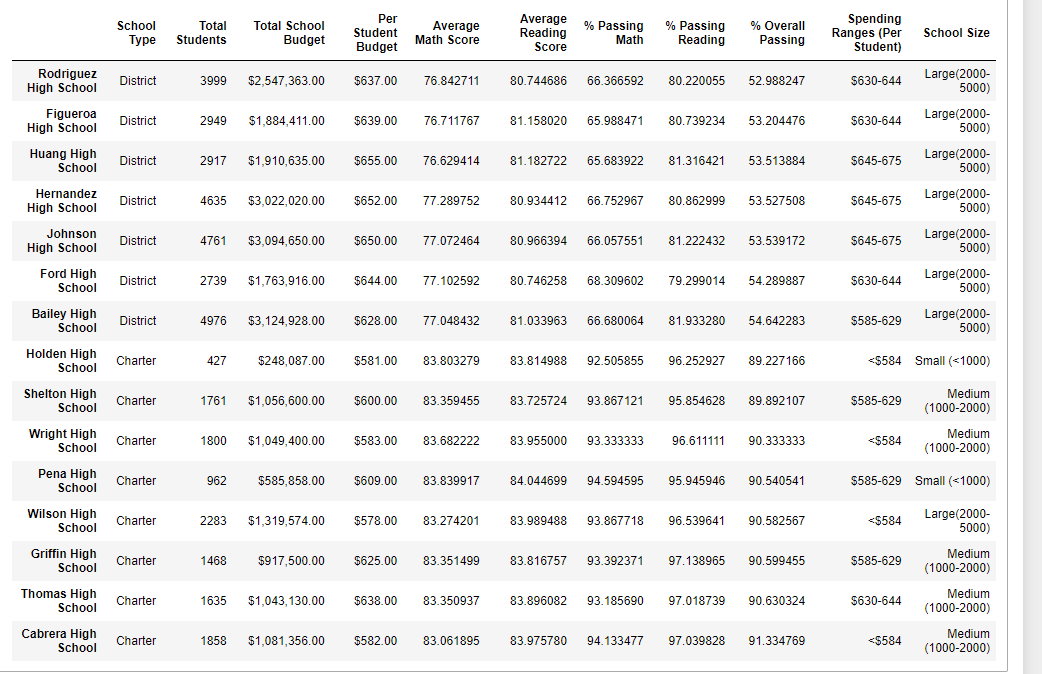 School Type Total Students Total School Budget Per Student Budget Average Math Score Average Reading Score % Passing Math % Passing Reading % Overall Passing Spending Ranges (Per Student) School Size
Rodriguez High School District 3999 $2,547,363.00 $637.00 76.842711 80.744686 66.366592 80.220055 52.988247 $630-644 Large(2000-5000)
Figueroa High School District 2949 $1,884,411.00 $639.00 76.711767 81.158020 65.988471 80.739234 53.204476 $630-644 Large(2000-5000)
Huang High School District 2917 $1,910,635.00 $655.00 76.629414 81.182722 65.683922 81.316421 53.513884 $645-675 Large(2000-5000)
Hernandez High School District 4635 $3,022,020.00 $652.00 77.289752 80.934412 66.752967 80.862999 53.527508 $645-675 Large(2000-5000)
Johnson High School District 4761 $3,094,650.00 $650.00 77.072464 80.966394 66.057551 81.222432 53.539172 $645-675 Large(2000-5000)
Ford High School District 2739 $1,763,916.00 $644.00 77.102592 80.746258 68.309602 79.299014 54.289887 $630-644 Large(2000-5000)
Bailey High School District 4976 $3,124,928.00 $628.00 77.048432 81.033963 66.680064 81.933280 54.642283 $585-629 Large(2000-5000)
Holden High School Charter 427 $248,087.00 $581.00 83.803279 83.814988 92.505855 96.252927 89.227166 <$584 Small (<1000)
Shelton High School Charter 1761 $1,056,600.00 $600.00 83.359455 83.725724 93.867121 95.854628 89.892107 $585-629 Medium (1000-2000)
Wright High School Charter 1800 $1,049,400.00 $583.00 83.682222 83.955000 93.333333 96.611111 90.333333 <$584 Medium (1000-2000)
Pena High School Charter 962 $585,858.00 $609.00 83.839917 84.044699 94.594595 95.945946 90.540541 $585-629 Small (<1000)
Wilson High School Charter 2283 $1,319,574.00 $578.00 83.274201 83.989488 93.867718 96.539641 90.582567 <$584 Large(2000-5000)
Griffin High School Charter 1468 $917,500.00 $625.00 83.351499 83.816757 93.392371 97.138965 90.599455 $585-629 Medium (1000-2000)
Thomas High School Charter 1635 $1,043,130.00 $638.00 83.350937 83.896082 93.185690 97.018739 90.630324 $630-644 Medium (1000-2000)
Cabrera High School Charter 1858 $1,081,356.00 $582.00 83.061895 83.975780 94.133477 97.039828 91.334769 <$584 Medium (1000-2000)